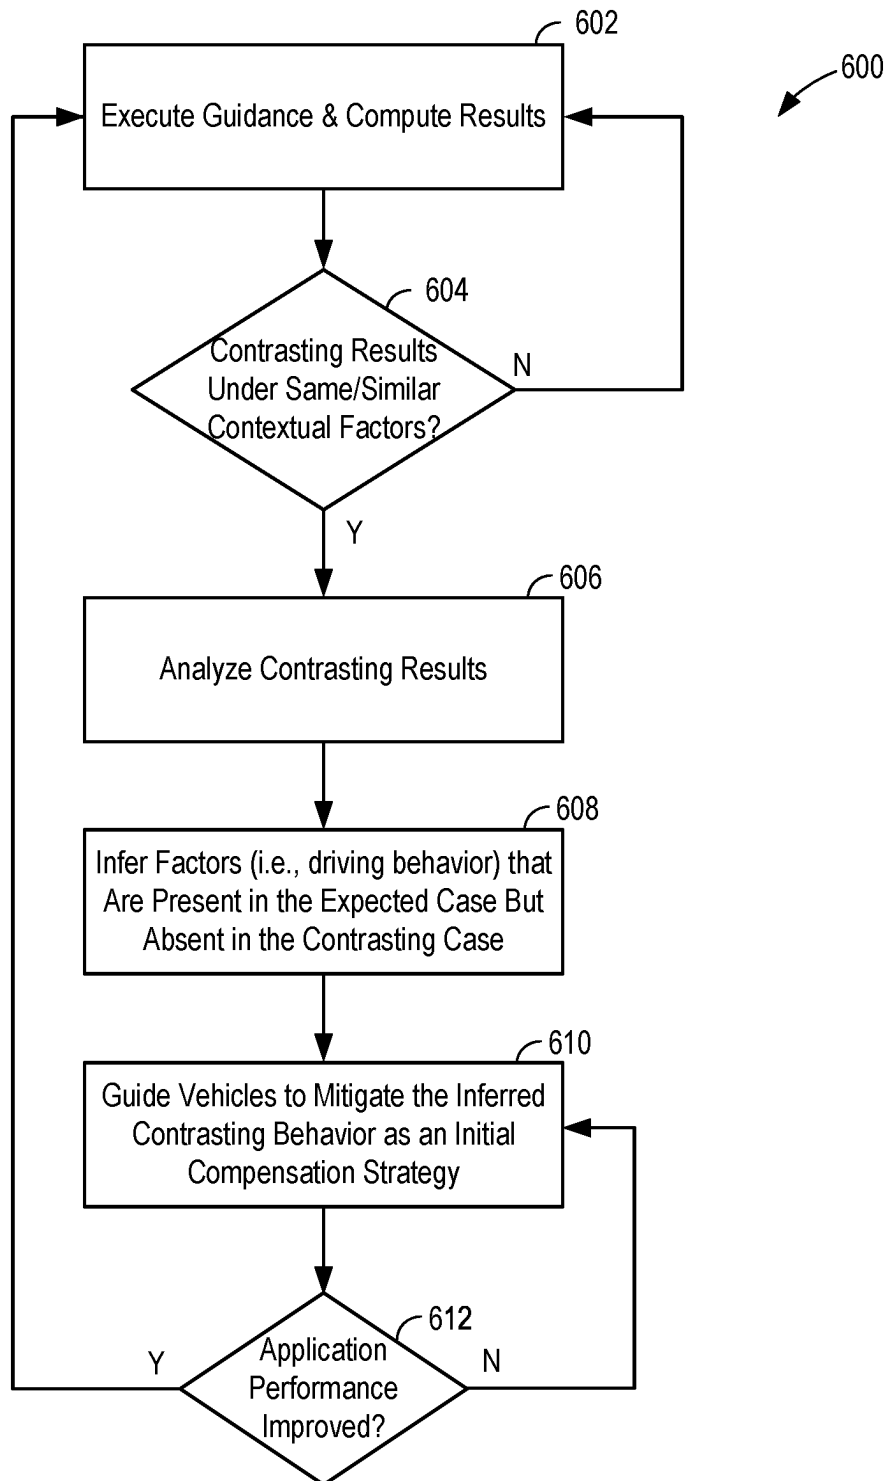 602
600
Execute Guidance & Compute Results
604
Contrasting Results
Under Same/Similar
Contextual Factors?
N
Y
606
Analyze Contrasting Results
608
Infer Factors (i.e., driving behavior) that
Are Present in the Expected Case But
Absent in the Contrasting Case
610
Guide Vehicles to Mitigate the Inferred
Contrasting Behavior as an Initial
Compensation Strategy
612
Application
Performance
Improved?
Y
N